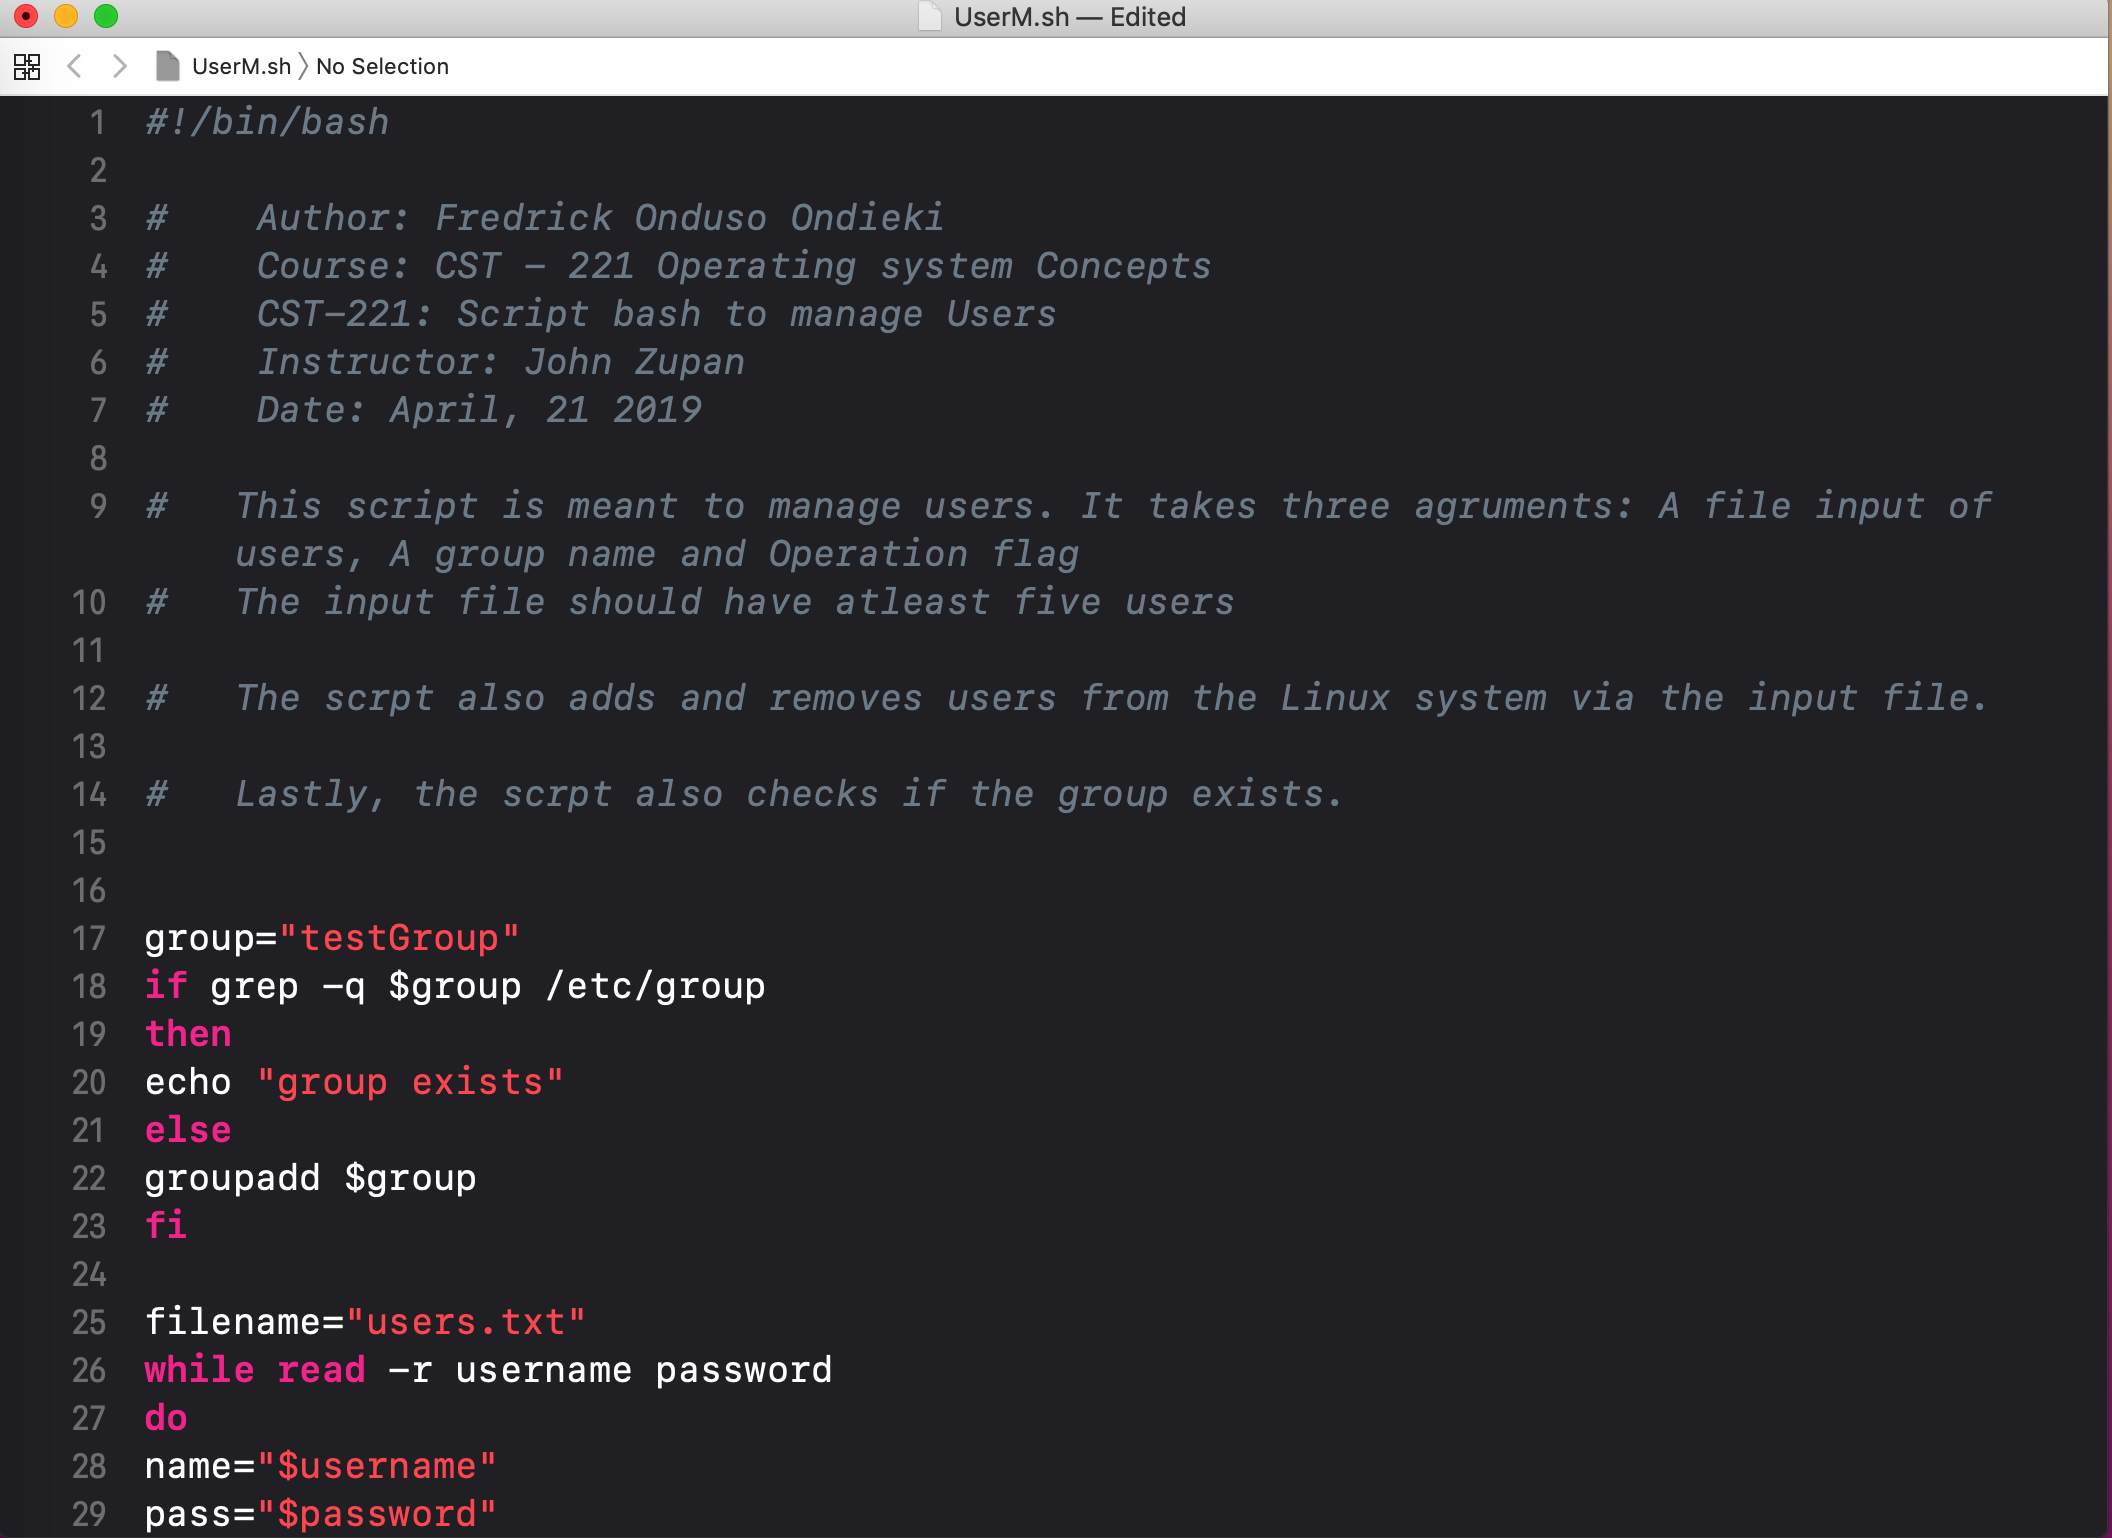 UserM.sh — Edited
UserM.sh 〉 No Selection
1 #!/bin/bash
2
3 #    Author: Fredrick Onduso Ondieki
4 #    Course: CST - 221 Operating system Concepts
5 #    CST-221: Script bash to manage Users
6 #    Instructor: John Zupan
7 #    Date: April, 21 2019
8
9 #   This script is meant to manage users. It takes three agruments: A file input of
users, A group name and Operation flag
10 #   The input file should have atleast five users
11
12 #   The scrpt also adds and removes users from the Linux system via the input file.
13
14 #   Lastly, the scrpt also checks if the group exists.
15
16
17 group="testGroup"
18 if grep -q $group /etc/group
19 then
20 echo "group exists"
21 else
22 groupadd $group
23 fi
24
25 filename="users.txt"
26 while read -r username password
27 do
28 name="$username"
29 pass="$password"